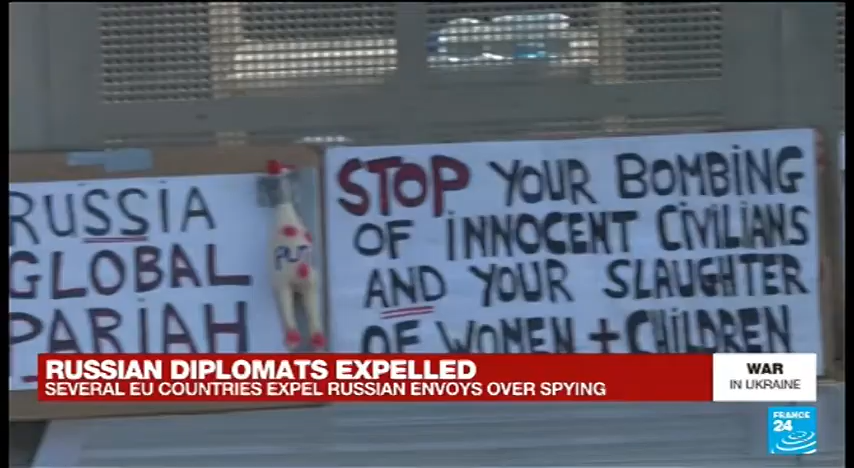 RUSSIA
GLOBAL
PARIAH
PUT
STOP YOUR BOMBiNG
OF iNNOCENT CiViLiANS
AND YOUR SLAUGHTER
OF WOMEN + CHiLDREN
RUSSIAN DIPLOMATS EXPELLED
SEVERAL EU COUNTRIES EXPEL RUSSIAN ENVOYS OVER SPYING
WAR
IN UKRAINE
FRANCE
24